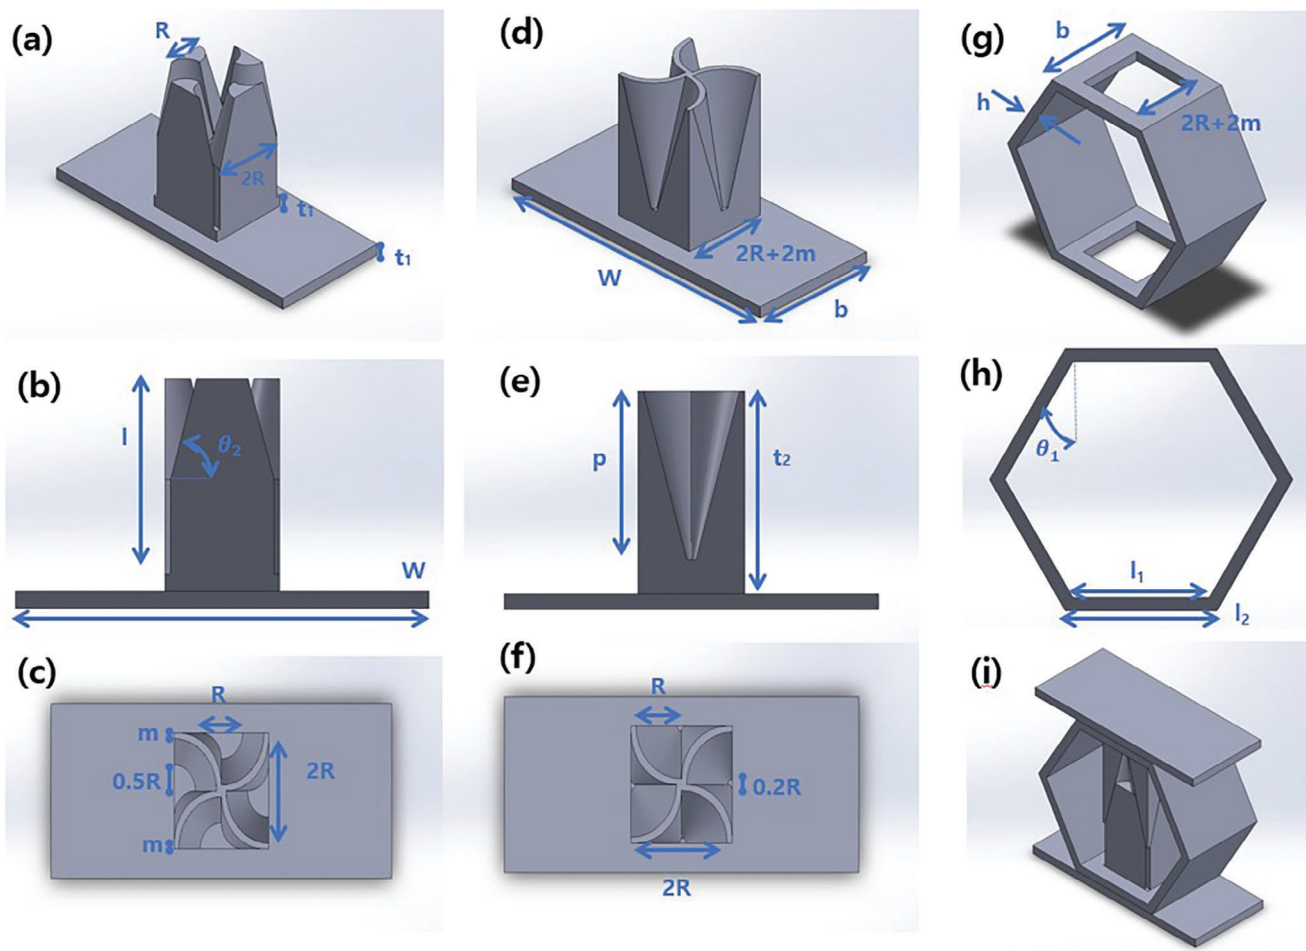 (a)
R
2R
t₁
t₁
(d)
2R+2m
W
b
(g)
b
h
2R+2m
(b)
l
θ₂
W
(e)
p
t₂
(h)
θ₁
l₁
l₂
(c)
R
m
0.5R
2R
m
(f)
R
0.2R
2R
(i)